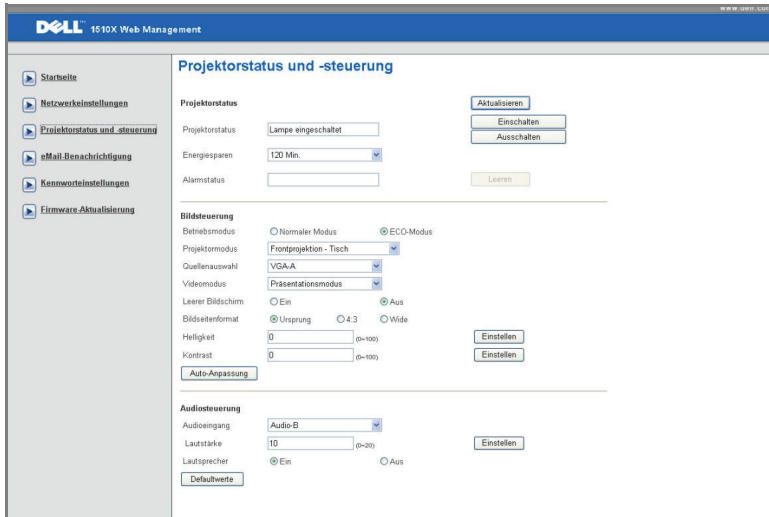 www.dell.com
DELL™ 1510X Web Management
Startseite
Netzwerkeinstellungen
Projektorstatus und -steuerung
eMail-Benachrichtigung
Kennworteinstellungen
Firmware-Aktualisierung
Projektorstatus und -steuerung
Projektorstatus Aktualisieren
Einschalten
Projektorstatus Lampe eingeschaltet
Ausschalten
Energiesparen 120 Min.
Alarmstatus Leeren
Bildsteuerung
Betriebsmodus Normaler Modus ECO-Modus
Projektormodus Frontprojektion - Tisch
Quellenauswahl VGA-A
Videomodus Präsentationsmodus
Leerer Bildschirm Ein Aus
Bildseitenformat Ursprung 4:3 Wide
Helligkeit 0 (0~100) Einstellen
Kontrast 0 (0~100) Einstellen
Auto-Anpassung
Audiosteuerung
Audioeingang Audio-B
Lautstärke 10 (0~20) Einstellen
Lautsprecher Ein Aus
Defaultwerte